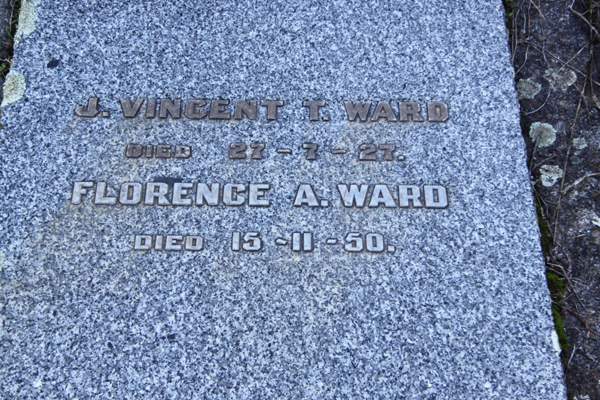 J. VINCENT T. WARD
DIED 27-7-27.
FLORENCE A. WARD
DIED 15-11-50.